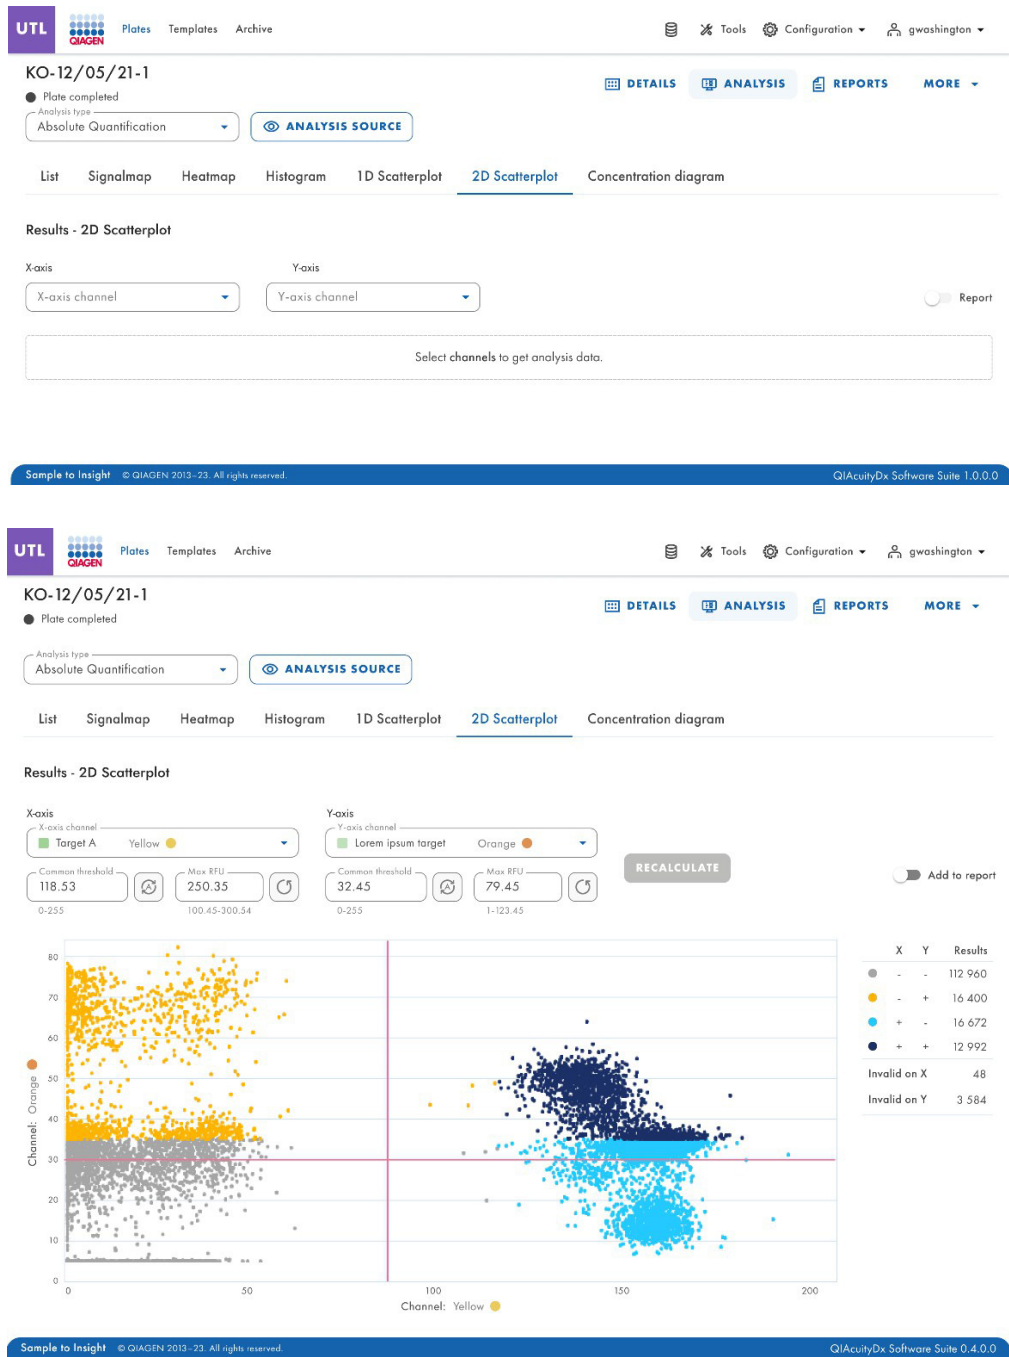 UTL QIAGEN Plates Templates Archive Tools Configuration gwashington
KO-12/05/21-1
DETAILS ANALYSIS REPORTS MORE
Plate completed
Analysis type
Absolute Quantification ANALYSIS SOURCE
List Signalmap Heatmap Histogram 1D Scatterplot 2D Scatterplot Concentration diagram
Results - 2D Scatterplot
X-axis Y-axis
X-axis channel Y-axis channel Report
Select channels to get analysis data.
Sample to Insight © QIAGEN 2013–23. All rights reserved. QIAcuityDx Software Suite 1.0.0.0
UTL QIAGEN Plates Templates Archive Tools Configuration gwashington
KO-12/05/21-1
DETAILS ANALYSIS REPORTS MORE
Plate completed
Analysis type
Absolute Quantification ANALYSIS SOURCE
List Signalmap Heatmap Histogram 1D Scatterplot 2D Scatterplot Concentration diagram
Results - 2D Scatterplot
X-axis Y-axis
X-axis channel Y-axis channel
Target A Yellow Lorem ipsum target Orange
RECALCULATE
Common threshold Max RFU Common threshold Max RFU
118.53 A 250.35 32.45 A 79.45
Add to report
0-255 100.45-300.54 0-255 1-123.45
X Y Results
- - 112 960
- + 16 400
+ - 16 672
+ + 12 992
Invalid on X 48
Invalid on Y 3 584
80
70
60
50
40
30
20
10
0
Channel: Orange
0 50 100 150 200
Channel: Yellow
Sample to Insight © QIAGEN 2013–23. All rights reserved. QIAcuityDx Software Suite 0.4.0.0